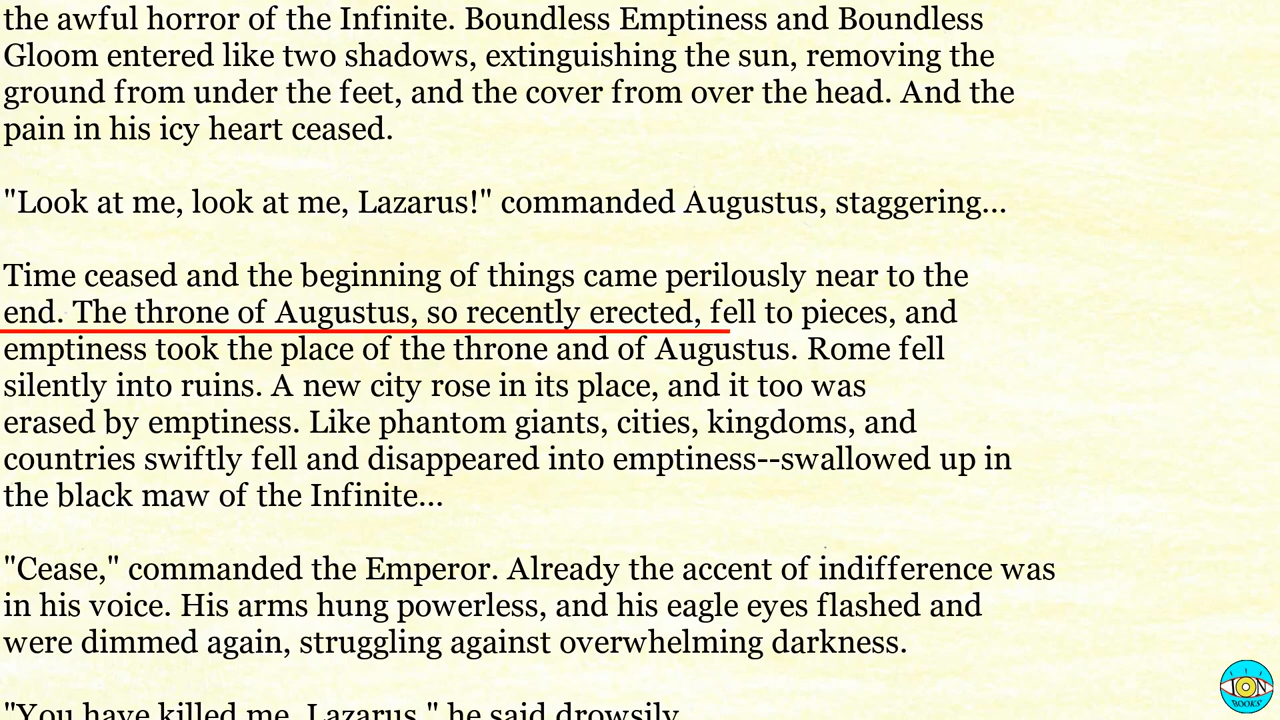 the awful horror of the Infinite. Boundless Emptiness and Boundless
Gloom entered like two shadows, extinguishing the sun, removing the
ground from under the feet, and the cover from over the head. And the
pain in his icy heart ceased.
"Look at me, look at me, Lazarus!" commanded Augustus, staggering...
Time ceased and the beginning of things came perilously near to the
end. The throne of Augustus, so recently erected, fell to pieces, and
emptiness took the place of the throne and of Augustus. Rome fell
silently into ruins. A new city rose in its place, and it too was
erased by emptiness. Like phantom giants, cities, kingdoms, and
countries swiftly fell and disappeared into emptiness--swallowed up in
the black maw of the Infinite...
"Cease," commanded the Emperor. Already the accent of indifference was
in his voice. His arms hung powerless, and his eagle eyes flashed and
were dimmed again, struggling against overwhelming darkness.
"You have killed me, Lazarus," he said drowsily.
ION
BOOKS